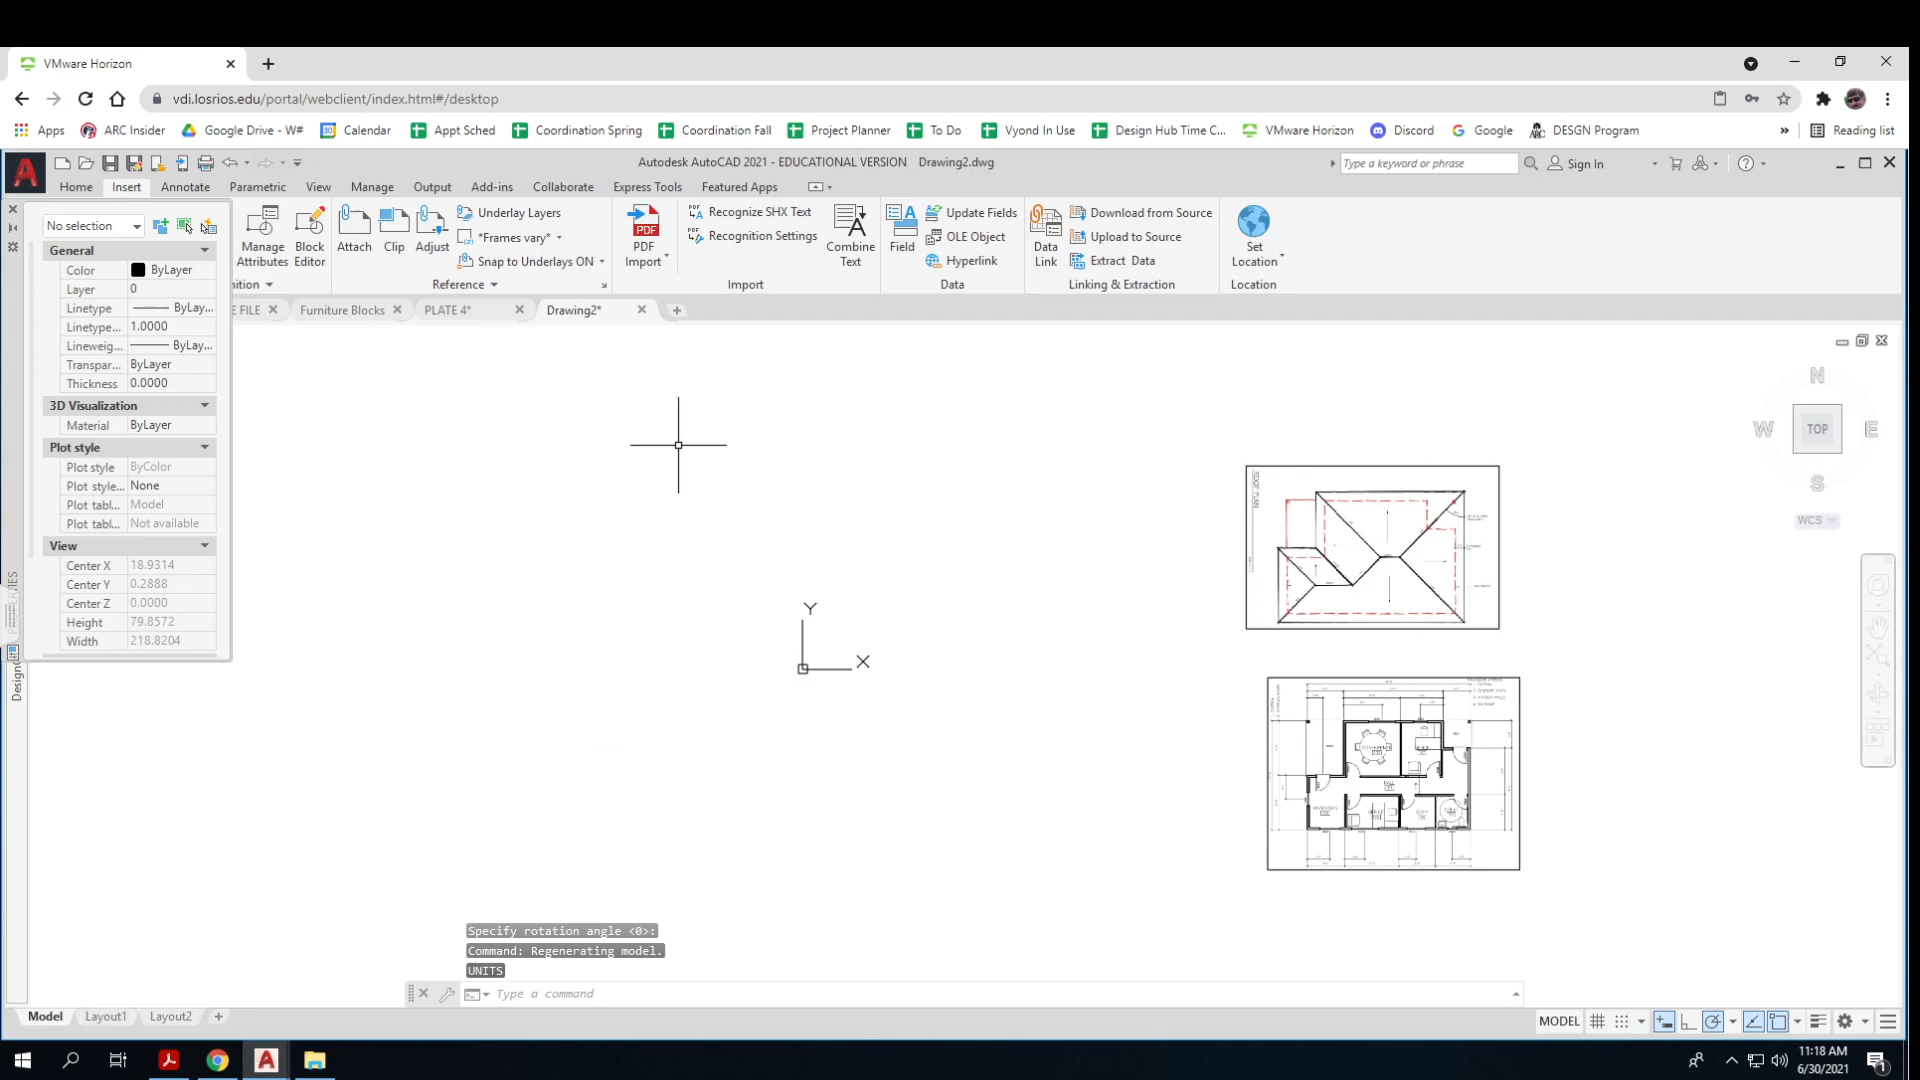 VMware Horizon
vdi.losrios.edu/portal/webclient/index.html#/desktop
Apps ARC Insider Google Drive - W# Calendar Appt Sched Coordination Spring Coordination Fall Project Planner To Do Vyond In Use Design Hub Time C... VMware Horizon Discord Google DESGN Program » Reading list
Autodesk AutoCAD 2021 - EDUCATIONAL VERSION Drawing2.dwg Type a keyword or phrase Sign In
Home Insert Annotate Parametric View Manage Output Add-ins Collaborate Express Tools Featured Apps
No selection
General
Color ByLayer
Layer 0
Linetype ByLay...
Linetype... 1.0000
Lineweig... ByLay...
Transpar... ByLayer
Thickness 0.0000
3D Visualization
Material ByLayer
Plot style
Plot style ByColor
Plot style... None
Plot tabl... Model
Plot tabl... Not available
View
Center X 18.9314
Center Y 0.2888
Center Z 0.0000
Height 79.8572
Width 218.8204
Manage Attributes
Block Editor
Attach Clip Adjust
Underlay Layers
*Frames vary*
Snap to Underlays ON
PDF Import
Recognize SHX Text
Recognition Settings
Combine Text
Field
Update Fields
OLE Object
Hyperlink
Data Link
Download from Source
Upload to Source
Extract Data
Set Location
nition Reference Import Data Linking & Extraction Location
E FILE Furniture Blocks PLATE 4* Drawing2*
N
W TOP E
S
WCS
Y
X
Specify rotation angle <0>:
Command: Regenerating model.
UNITS
Type a command
Model Layout1 Layout2
MODEL
11:18 AM
6/30/2021
1